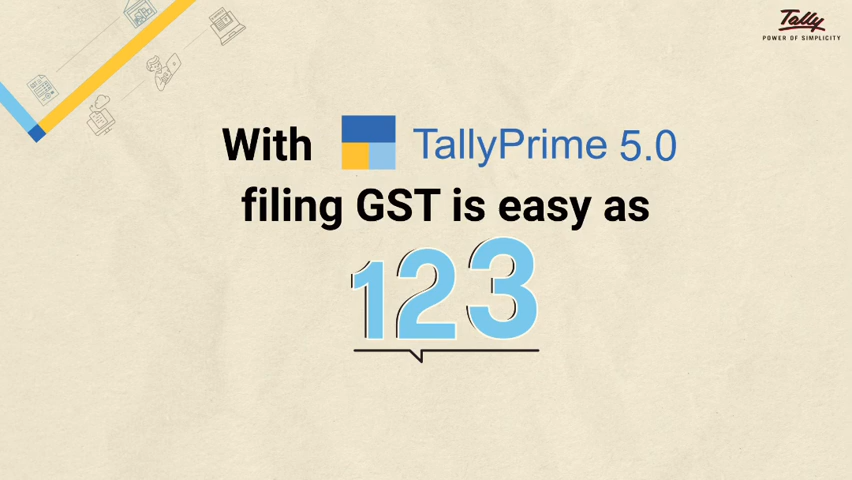 Tally
POWER OF SIMPLICITY
With TallyPrime 5.0
filing GST is easy as
123